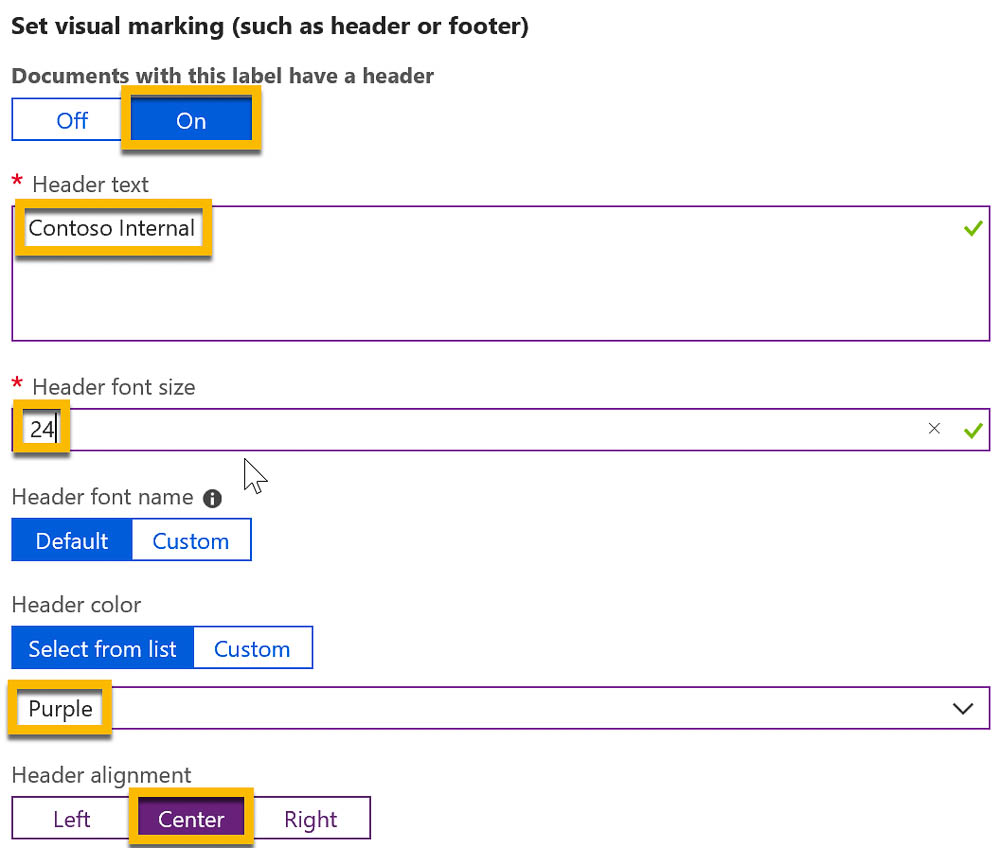 Set visual marking (such as header or footer)
Documents with this label have a header
Off On
* Header text
Contoso Internal
* Header font size
24
Header font name
Default Custom
Header color
Select from list Custom
Purple
Header alignment
Left Center Right